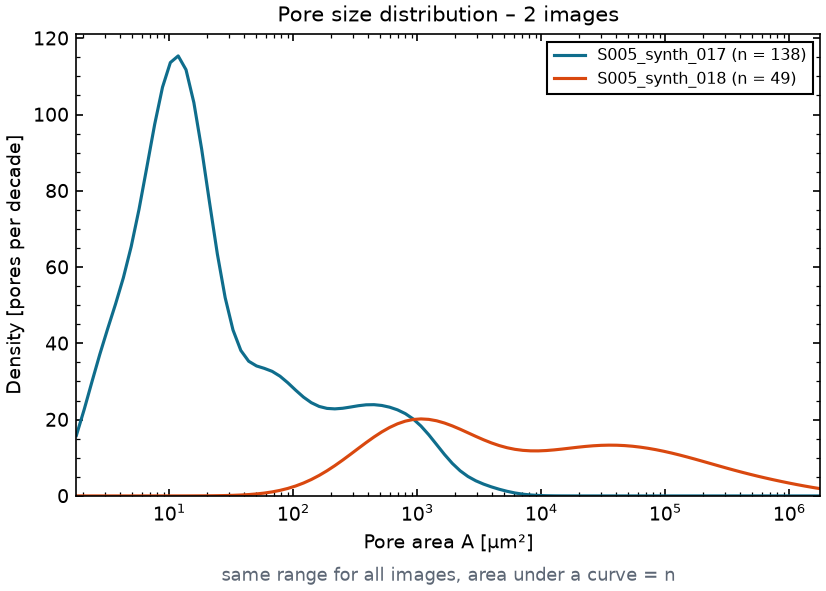 Pore size distribution – 2 images
S005_synth_017 (n = 138)
S005_synth_018 (n = 49)
Density [pores per decade]
120
100
80
60
40
20
0
10¹ 10² 10³ 10⁴ 10⁵ 10⁶
Pore area A [µm²]
same range for all images, area under a curve = n